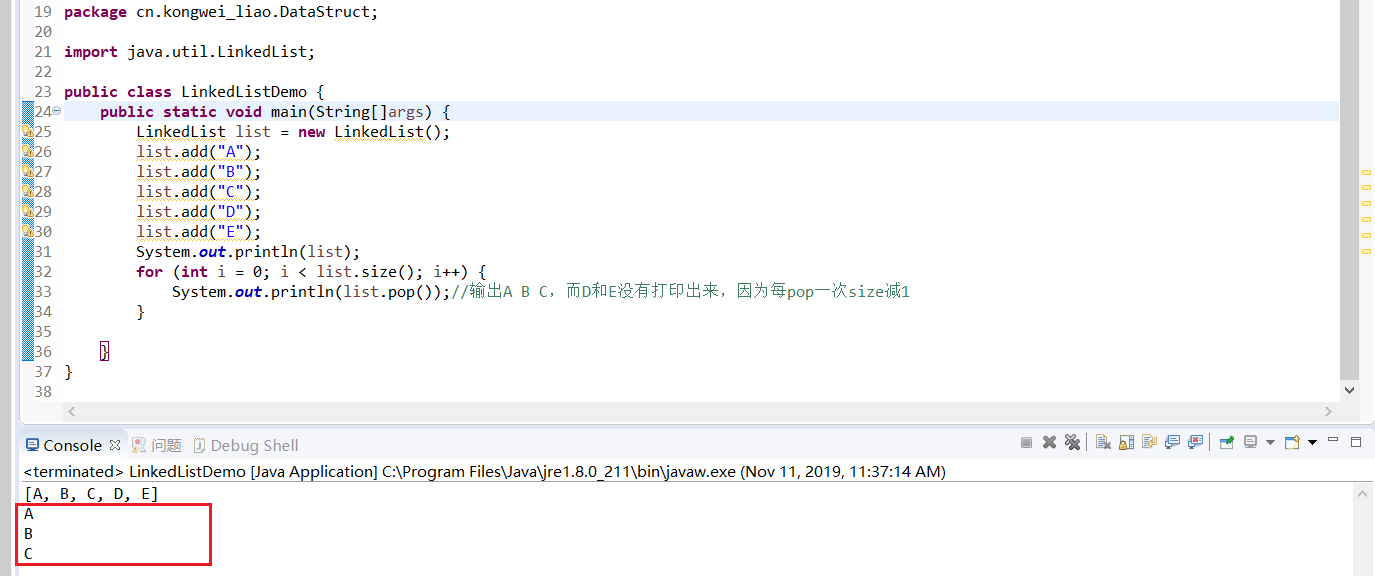 19 package cn.kongwei_liao.DataStruct;
20
21 import java.util.LinkedList;
22
23 public class LinkedListDemo {
24 public static void main(String[]args) {
25 LinkedList list = new LinkedList();
26 list.add("A");
27 list.add("B");
28 list.add("C");
29 list.add("D");
30 list.add("E");
31 System.out.println(list);
32 for (int i = 0; i < list.size(); i++) {
33 System.out.println(list.pop());//输出A B C，而D和E没有打印出来，因为每pop一次size减1
34 }
35
36 }
37 }
38
Console 问题 Debug Shell
<terminated> LinkedListDemo [Java Application] C:\Program Files\Java\jre1.8.0_211\bin\javaw.exe (Nov 11, 2019, 11:37:14 AM)
[A, B, C, D, E]
A
B
C